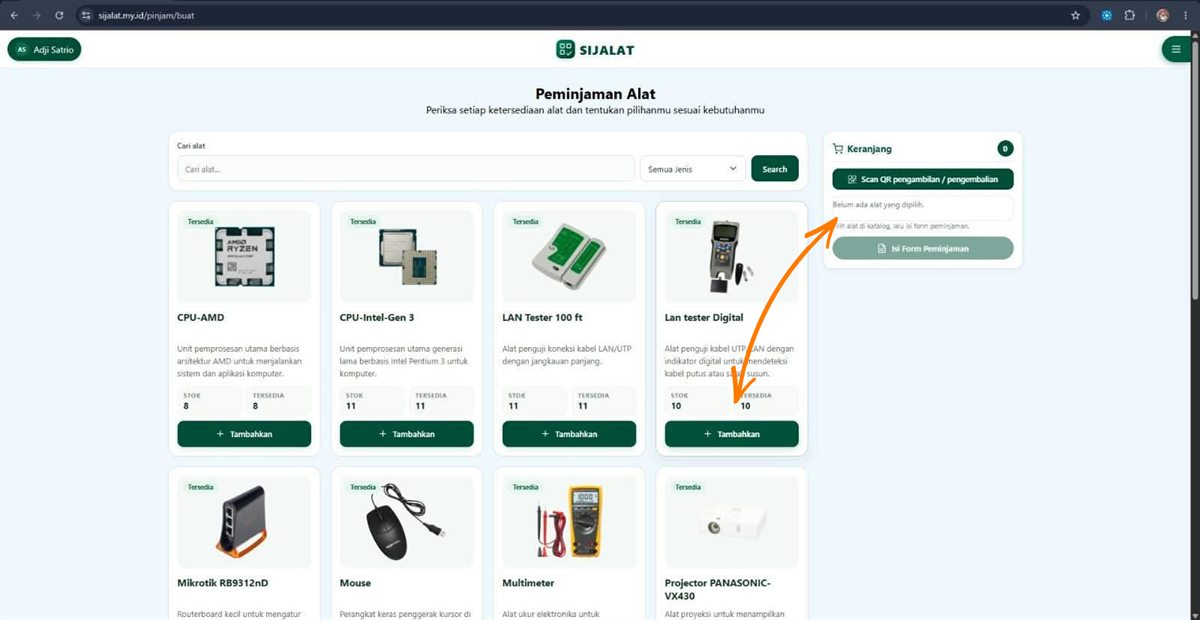 sijalat.my.id/pinjam/buat
AS Adji Satrio
SIJALAT
Peminjaman Alat
Periksa setiap ketersediaan alat dan tentukan pilihanmu sesuai kebutuhanmu
Cari alat
Cari alat...
Semua Jenis
Search
Keranjang
0
Scan QR pengambilan / pengembalian
Belum ada alat yang dipilih.
alat di katalog, lalu isi form peminjaman.
Isi Form Peminjaman
Tersedia
AMD
RYZEN
CPU-AMD
Unit pemprosesan utama berbasis
arsitektur AMD untuk menjalankan
sistem dan aplikasi komputer.
STOK
8
TERSEDIA
8
+ Tambahkan
Tersedia
CPU-Intel-Gen 3
Unit pemprosesan utama generasi
lama berbasis Intel Pentium 3 untuk
komputer.
STOK
11
TERSEDIA
11
+ Tambahkan
Tersedia
LAN Tester 100 ft
Alat penguji koneksi kabel LAN/UTP
dengan jangkauan panjang.
STOK
11
TERSEDIA
11
+ Tambahkan
Tersedia
Lan tester Digital
Alat penguji kabel UTP/LAN dengan
indikator digital untuk mendeteksi
kabel putus atau susun.
STOK
10
TERSEDIA
10
+ Tambahkan
Tersedia
Mikrotik RB9312nD
Routerboard kecil untuk mengatur
Tersedia
Mouse
Perangkat keras penggerak kursor di
Tersedia
Multimeter
Alat ukur elektronika untuk
Tersedia
Projector PANASONIC-
VX430
Alat proyeksi untuk menampilkan